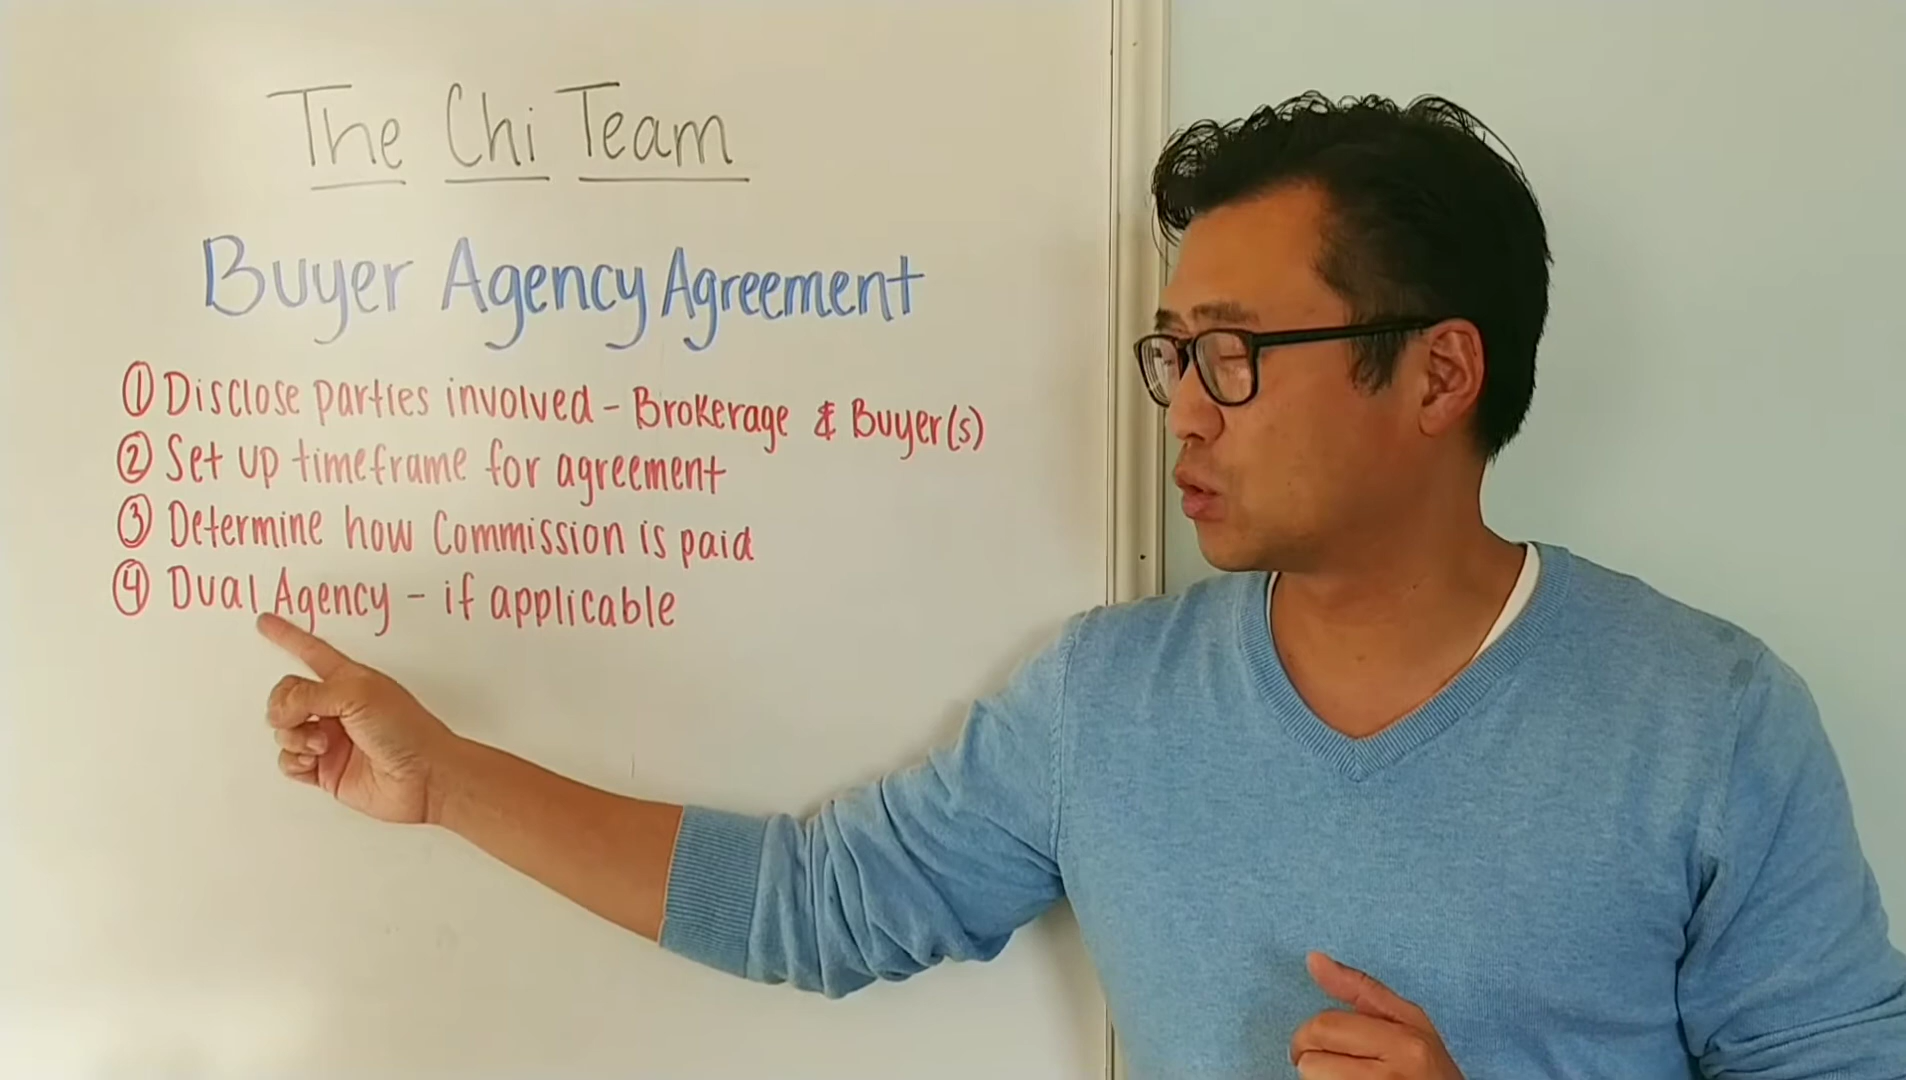 The Chi Team
Buyer Agency Agreement
① Disclose parties involved - Brokerage & Buyer(s)
② Set up timeframe for agreement
③ Determine how Commission is paid
④ Dual Agency - if applicable